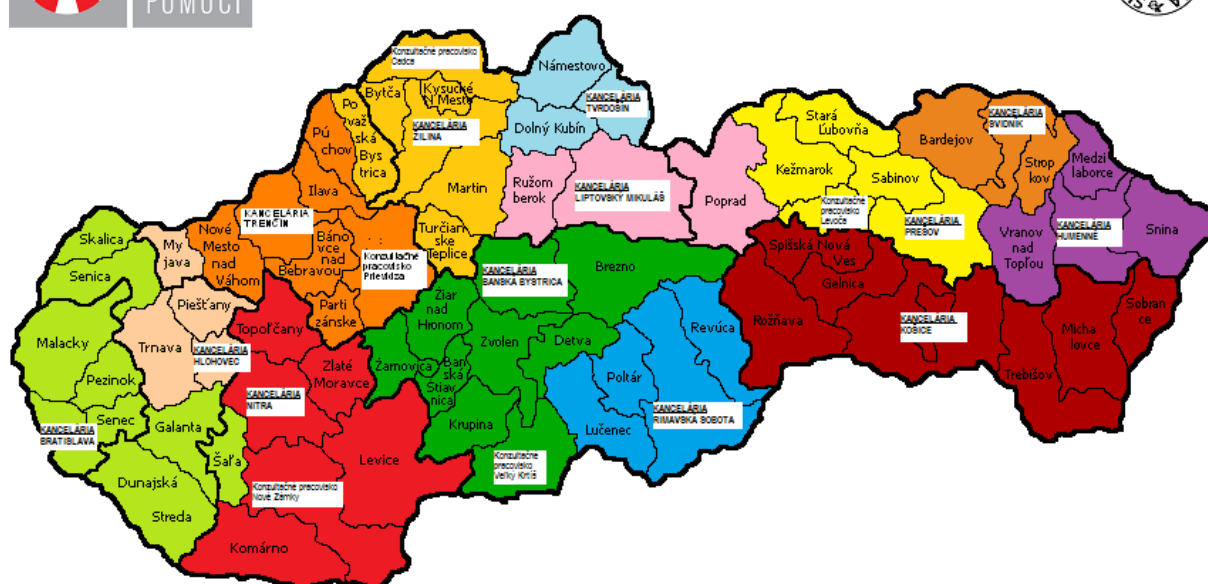 POMOCI
Konzultačné pracovisko
Čadca
Námestovo
Bytča
Kysucké
N Mesto
KANCELÁRIA
TVRDOŠÍN
Po
važ
ská
Bys
trica
KANCELÁRIA
ŽILINA
Dolný Kubín
Pú
chov
Stará
Ľubovňa
Bardejov
KANCELÁRIA
SVIDNÍK
Medzi
laborce
Strop
kov
Kežmarok
Sabinov
Ilava
Martin
Ružom
berok
KANCELÁRIA
LIPTOVSKÝ MIKULÁŠ
Poprad
Konzultačné
pracovisko
Levoča
KANCELÁRIA
PREŠOV
KANCELÁRIA
HUMENNÉ
Snina
Vranov
nad
Topľou
KANCELÁRIA
TRENČÍN
Nové
Mesto
nad
Váhom
Skalica
My
java
Senica
Báno
vce nad
Bebravou
Konzultačné
pracovisko
Prievidza
Turčian
ske
Teplice
KANCELÁRIA
BANSKÁ BYSTRICA
Brezno
Spišská Nová
Ves
Gelnica
Sobran
ce
Piešťany
Parti
zánske
Žiar
nad
Hronom
Topoľčany
Malacky
Trnava
KANCELÁRIA
HLOHOVEC
Zlaté
Moravce
Žarnovica
Ban
ská
Štiav
nica
Zvolen
Detva
Revúca
Rožňava
KANCELÁRIA
KOŠICE
Micha
lovce
Trebišov
Pezinok
KANCELÁRIA
NITRA
Poltár
Senec
KANCELÁRIA
BRATISLAVA
Galanta
Krupina
Lučenec
KANCELÁRIA
RIMAVSKÁ SOBOTA
Šaľa
Levice
Konzultačné
pracovisko
Veľký Krtíš
Dunajská
Streda
Konzultačné pracovisko
Nové Zámky
Komárno